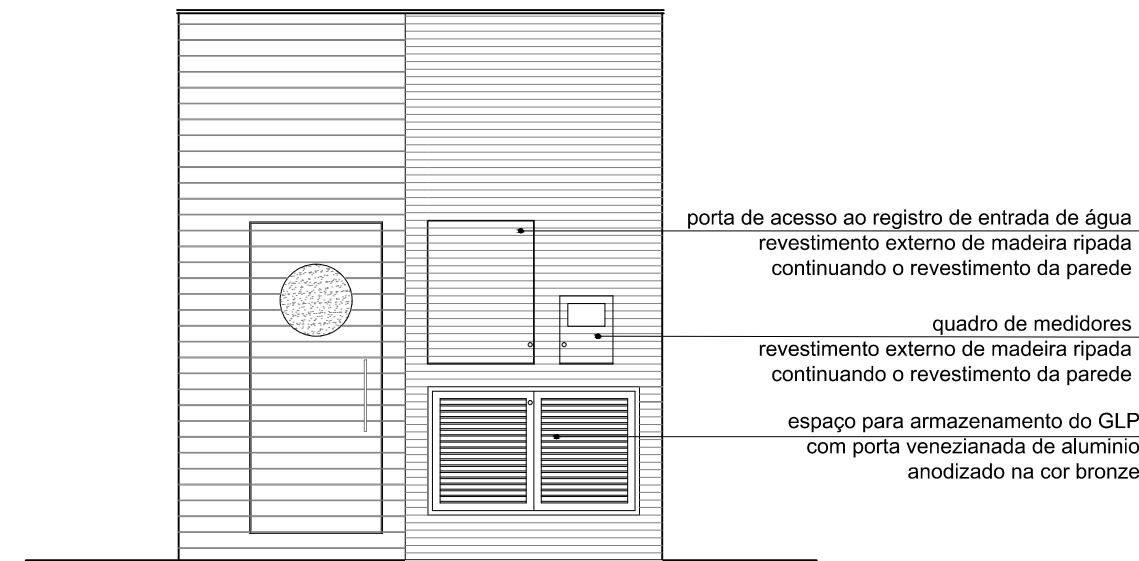 porta de acesso ao registro de entrada de água
revestimento externo de madeira ripada
continuando o revestimento da parede
quadro de medidores
revestimento externo de madeira ripada
continuando o revestimento da parede
espaço para armazenamento do GLP
com porta venezianada de aluminio
anodizado na cor bronze